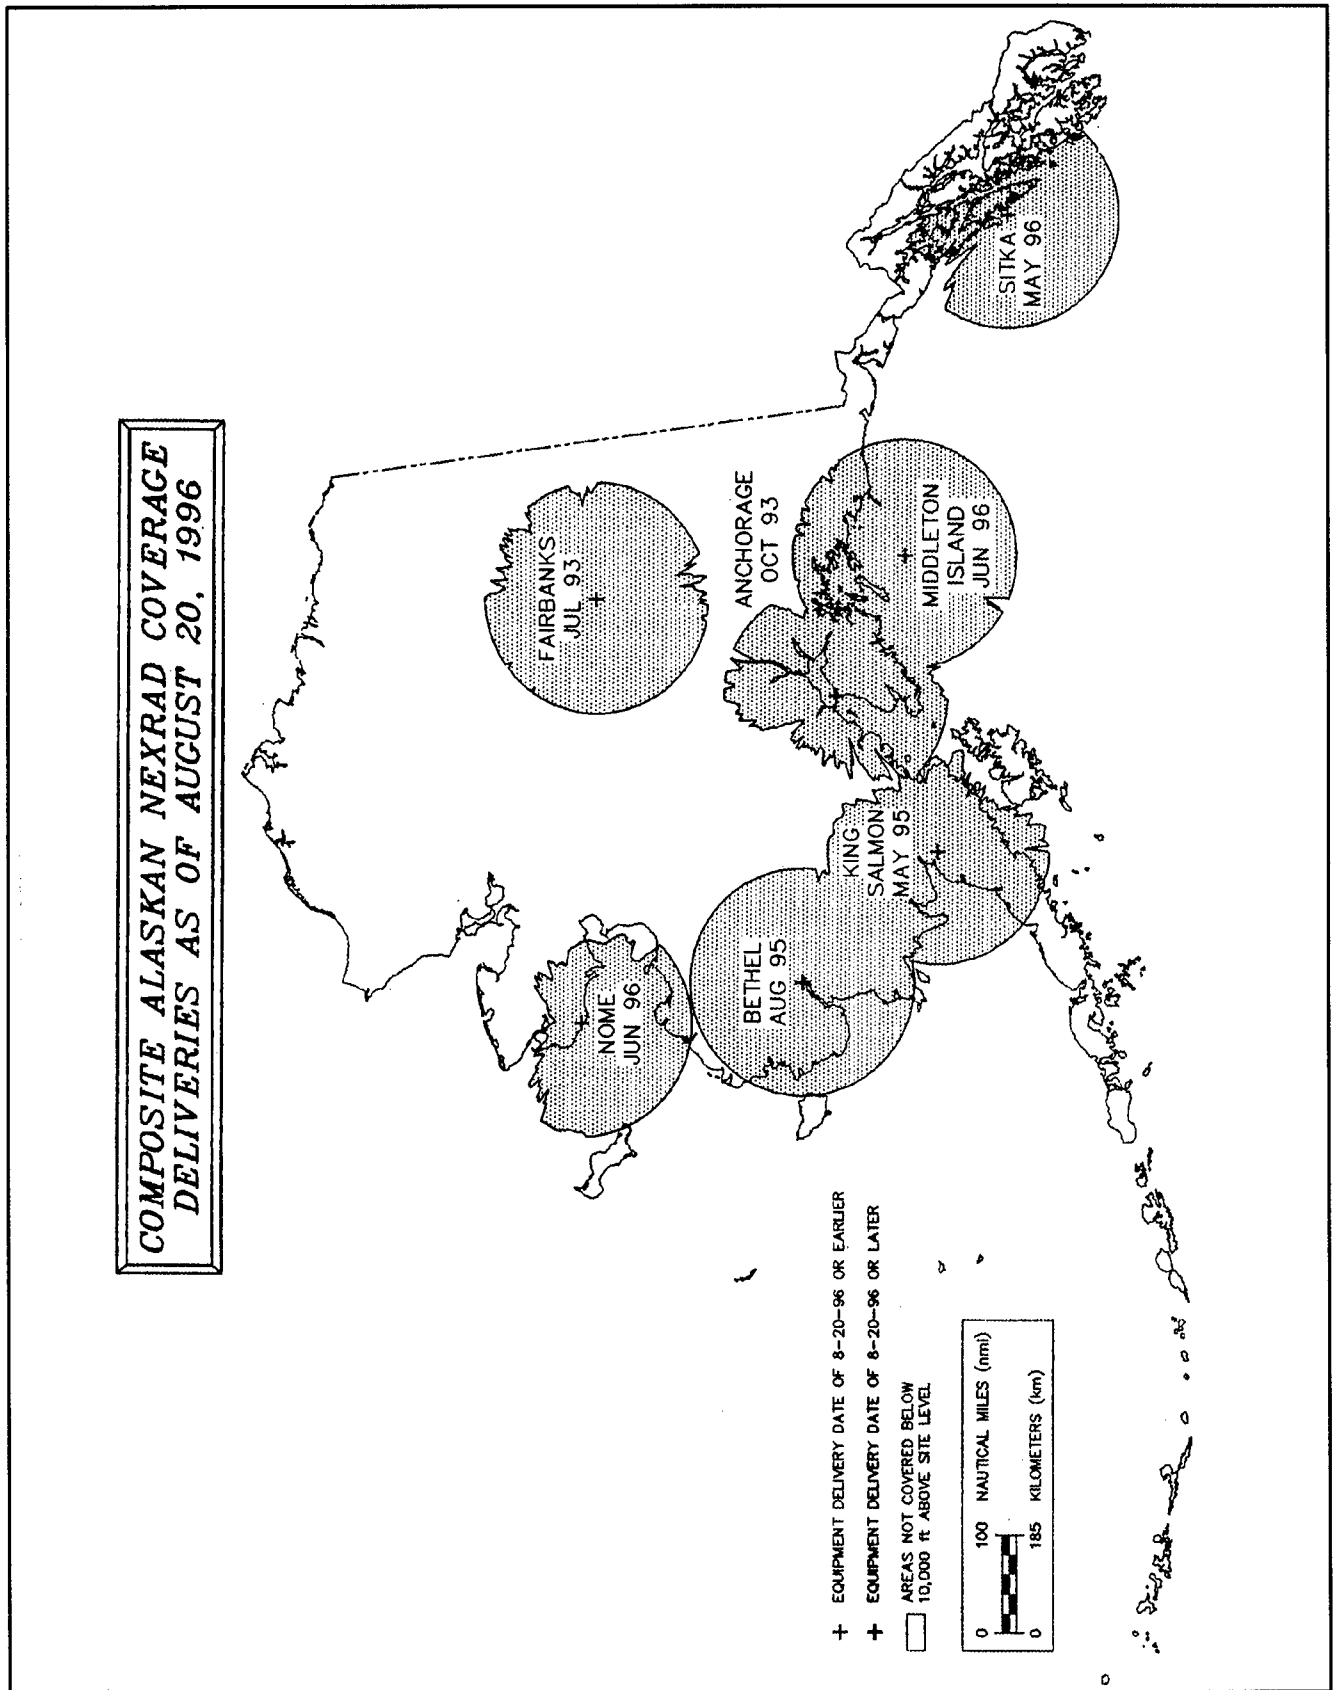 COMPOSITE ALASKAN NEXRAD COVERAGE
DELIVERIES AS OF AUGUST 20, 1996
FAIRBANKS
JUL 93
NOME
JUN 96
ANCHORAGE
OCT 93
BETHEL
AUG 95
KING
SALMON
MAY 95
MIDDLETON
ISLAND
JUN 96
SITKA
MAY 96
+ EQUIPMENT DELIVERY DATE OF 8-20-96 OR EARLIER
+ EQUIPMENT DELIVERY DATE OF 8-20-96 OR LATER
AREAS NOT COVERED BELOW
10,000 ft ABOVE SITE LEVEL
0 100 NAUTICAL MILES (nmi)
0 185 KILOMETERS (km)